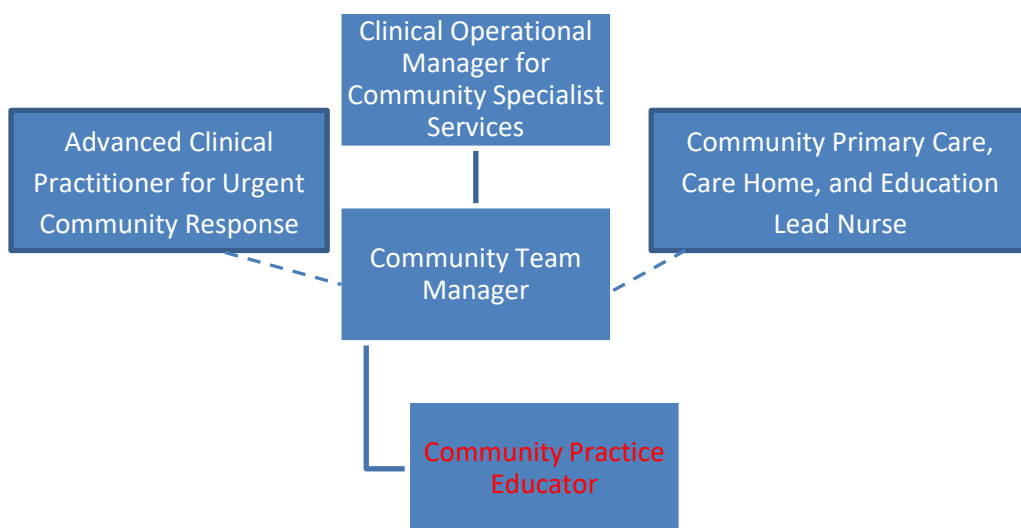 Clinical Operational
Manager for
Community Specialist
Services
Advanced Clinical
Practitioner for Urgent
Community Response
Community Primary Care,
Care Home, and Education
Lead Nurse
Community Team
Manager
Community Practice
Educator